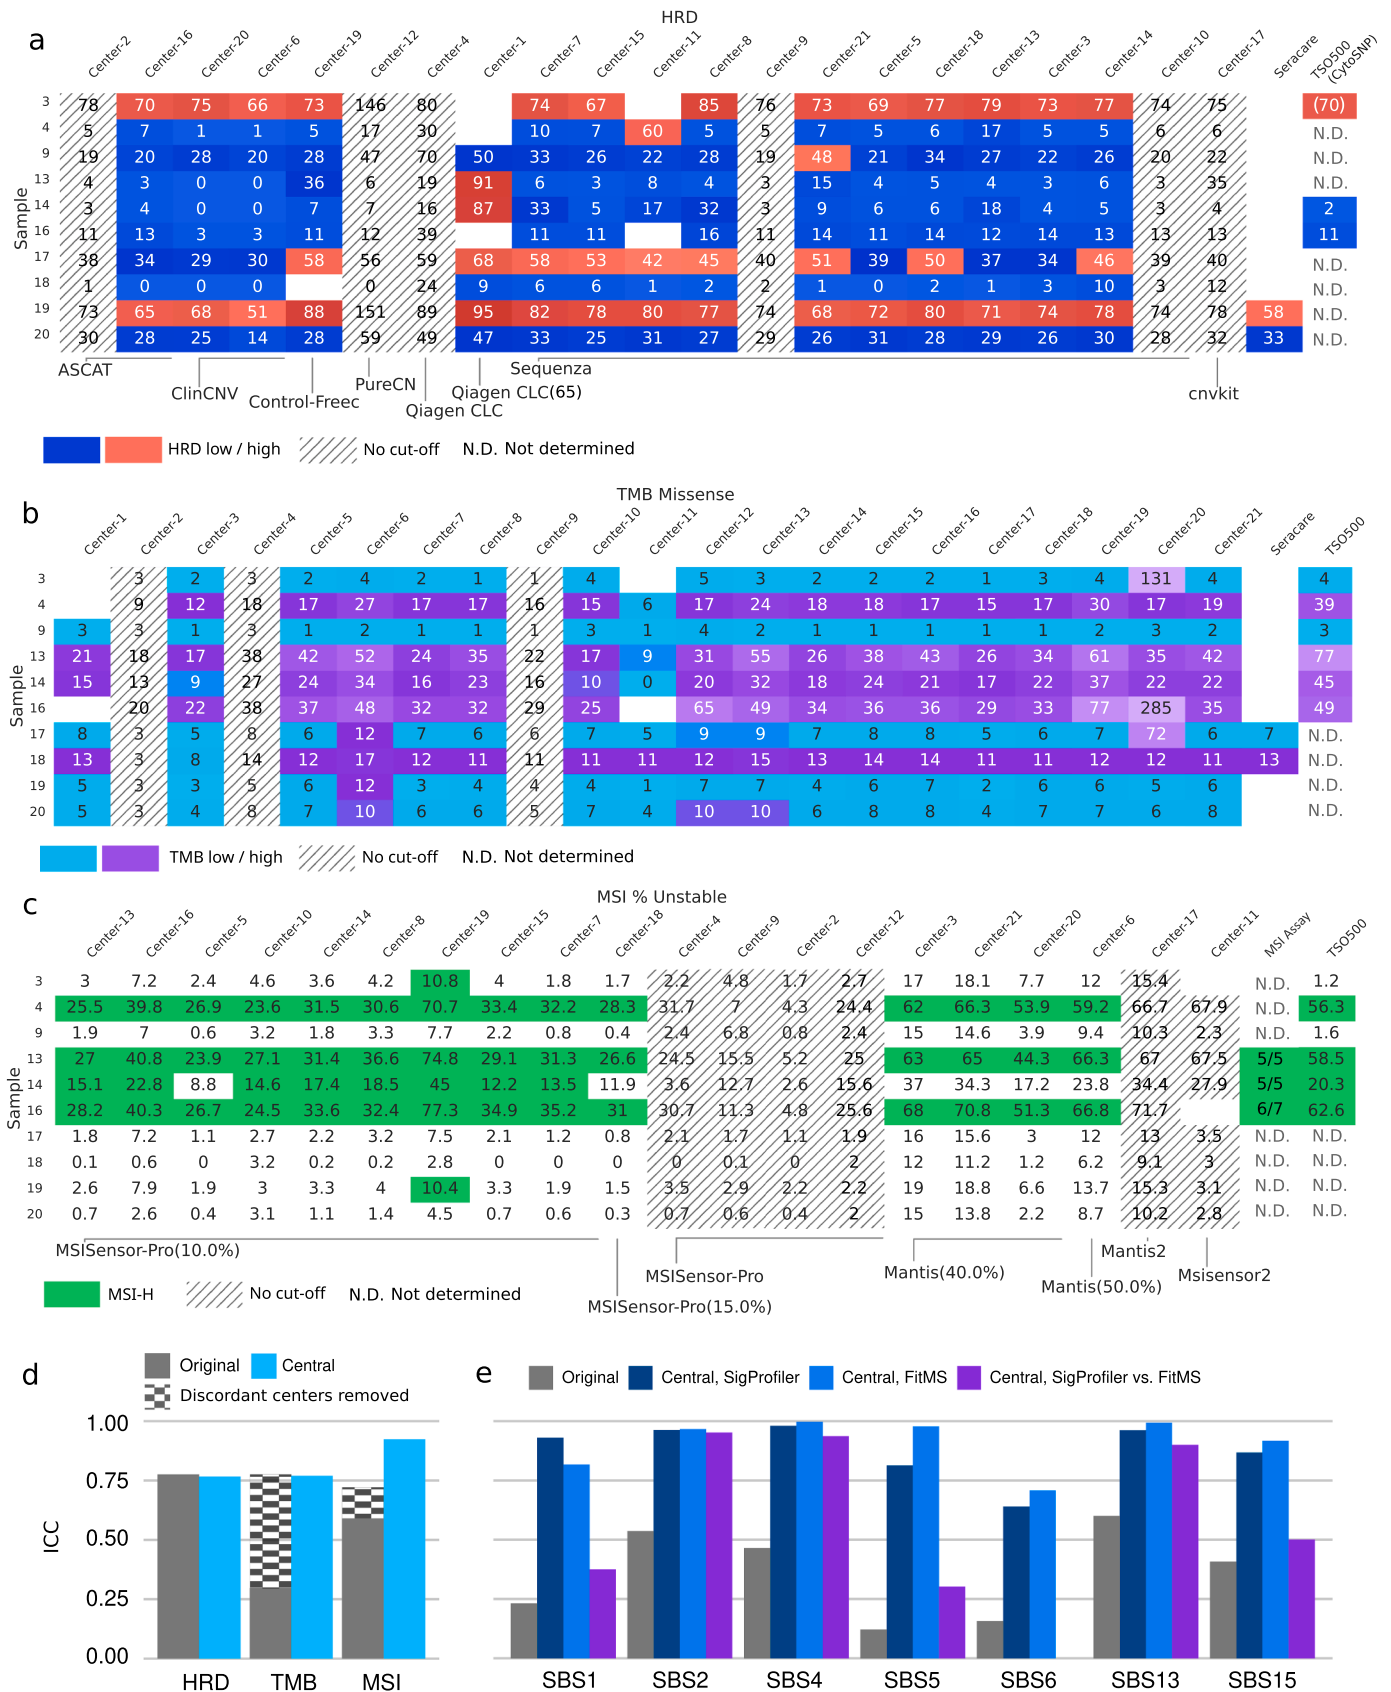 HRD
a
Center-2 Center-16 Center-20 Center-6 Center-19 Center-12 Center-4 Center-1 Center-7 Center-15 Center-11 Center-8 Center-9 Center-21 Center-5 Center-18 Center-13 Center-3 Center-14 Center-10 Center-17 Seracare TSO500 (CytoSNP)
Sample
3 78 70 75 66 73 146 80 74 67 85 76 73 69 77 79 73 77 74 75 (70)
4 5 7 1 1 5 17 30 10 7 60 5 5 7 5 6 17 5 5 6 6 N.D.
9 19 20 28 20 28 47 70 50 33 26 22 28 19 48 21 34 27 22 26 20 22 N.D.
13 4 3 0 0 36 6 19 91 6 3 8 4 3 15 4 5 4 3 6 3 35 N.D.
14 3 4 0 0 7 7 16 87 33 5 17 32 3 9 6 6 18 4 5 3 4 2
16 11 13 3 3 11 12 39 11 11 16 11 14 11 14 12 14 13 13 13 11
17 38 34 29 30 58 56 59 68 58 53 42 45 40 51 39 50 37 34 46 39 40 N.D.
18 1 0 0 0 0 24 9 6 6 1 2 2 1 0 2 1 3 10 3 12 N.D.
19 73 65 68 51 88 151 89 95 82 78 80 77 74 68 72 80 71 74 78 74 78 58 N.D.
20 30 28 25 14 28 59 49 47 33 25 31 27 29 26 31 28 29 26 30 28 32 33 N.D.
ASCAT
ClinCNV
Control-Freec
PureCN
Qiagen CLC
Qiagen CLC(65)
Sequenza
cnvkit
HRD low / high No cut-off N.D. Not determined
TMB Missense
b
Center-1 Center-2 Center-3 Center-4 Center-5 Center-6 Center-7 Center-8 Center-9 Center-10 Center-11 Center-12 Center-13 Center-14 Center-15 Center-16 Center-17 Center-18 Center-19 Center-20 Center-21 Seracare TSO500
Sample
3 3 2 3 2 4 2 1 1 4 5 3 2 2 2 1 3 4 131 4 4
4 9 12 18 17 27 17 17 16 15 6 17 24 18 18 17 15 17 30 17 19 39
9 3 3 1 3 1 2 1 1 1 3 1 4 2 1 1 1 1 1 2 3 2 3
13 21 18 17 38 42 52 24 35 22 17 9 31 55 26 38 43 26 34 61 35 42 77
14 15 13 9 27 24 34 16 23 16 10 0 20 32 18 24 21 17 22 37 22 22 45
16 20 22 38 37 48 32 32 29 25 65 49 34 36 36 29 33 77 285 35 49
17 8 3 5 8 6 12 7 6 6 7 5 9 9 7 8 8 5 6 7 72 6 7 N.D.
18 13 3 8 14 12 17 12 11 11 11 11 12 15 13 14 14 11 11 12 12 11 13 N.D.
19 5 3 3 5 6 12 3 4 4 4 1 7 7 4 6 7 2 6 6 5 6 N.D.
20 5 3 4 8 7 10 6 6 5 7 4 10 10 6 8 8 4 7 7 6 8 N.D.
TMB low / high No cut-off N.D. Not determined
MSI % Unstable
c
Center-13 Center-16 Center-5 Center-10 Center-14 Center-8 Center-19 Center-15 Center-7 Center-18 Center-4 Center-9 Center-2 Center-12 Center-3 Center-21 Center-20 Center-6 Center-17 Center-11 MSI Assay TSO500
Sample
3 3 7.2 2.4 4.6 3.6 4.2 10.8 4 1.8 1.7 2.2 4.8 1.7 2.7 17 18.1 7.7 12 15.4 N.D. 1.2
4 25.5 39.8 26.9 23.6 31.5 30.6 70.7 33.4 32.2 28.3 31.7 7 4.3 24.4 62 66.3 53.9 59.2 66.7 67.9 N.D. 56.3
9 1.9 7 0.6 3.2 1.8 3.3 7.7 2.2 0.8 0.4 2.4 6.8 0.8 2.4 15 14.6 3.9 9.4 10.3 2.3 N.D. 1.6
13 27 40.8 23.9 27.1 31.4 36.6 74.8 29.1 31.3 26.6 24.5 15.5 5.2 25 63 65 44.3 66.3 67 67.5 5/5 58.5
14 15.1 22.8 8.8 14.6 17.4 18.5 45 12.2 13.5 11.9 3.6 12.7 2.6 15.6 37 34.3 17.2 23.8 34.4 27.9 5/5 20.3
16 28.2 40.3 26.7 24.5 33.6 32.4 77.3 34.9 35.2 31 30.7 11.3 4.8 25.6 68 70.8 51.3 66.8 71.7 6/7 62.6
17 1.8 7.2 1.1 2.7 2.2 3.2 7.5 2.1 1.2 0.8 2.1 1.7 1.1 1.9 16 15.6 3 12 13 3.5 N.D. N.D.
18 0.1 0.6 0 3.2 0.2 0.2 2.8 0 0 0 0 0.1 0 2 12 11.2 1.2 6.2 9.1 3 N.D. N.D.
19 2.6 7.9 1.9 3 3.3 4 10.4 3.3 1.9 1.5 3.5 2.9 2.2 2.2 19 18.8 6.6 13.7 15.3 3.1 N.D. N.D.
20 0.7 2.6 0.4 3.1 1.1 1.4 4.5 0.7 0.6 0.3 0.7 0.6 0.4 2 15 13.8 2.2 8.7 10.2 2.8 N.D. N.D.
MSISensor-Pro(10.0%)
MSISensor-Pro(15.0%)
MSISensor-Pro
Mantis(40.0%)
Mantis(50.0%)
Mantis2
Msisensor2
MSI-H No cut-off N.D. Not determined
d
Original Central
Discordant centers removed
ICC
1.00
0.75
0.50
0.25
0.00
HRD TMB MSI
e
Original Central, SigProfiler Central, FitMS Central, SigProfiler vs. FitMS
SBS1 SBS2 SBS4 SBS5 SBS6 SBS13 SBS15